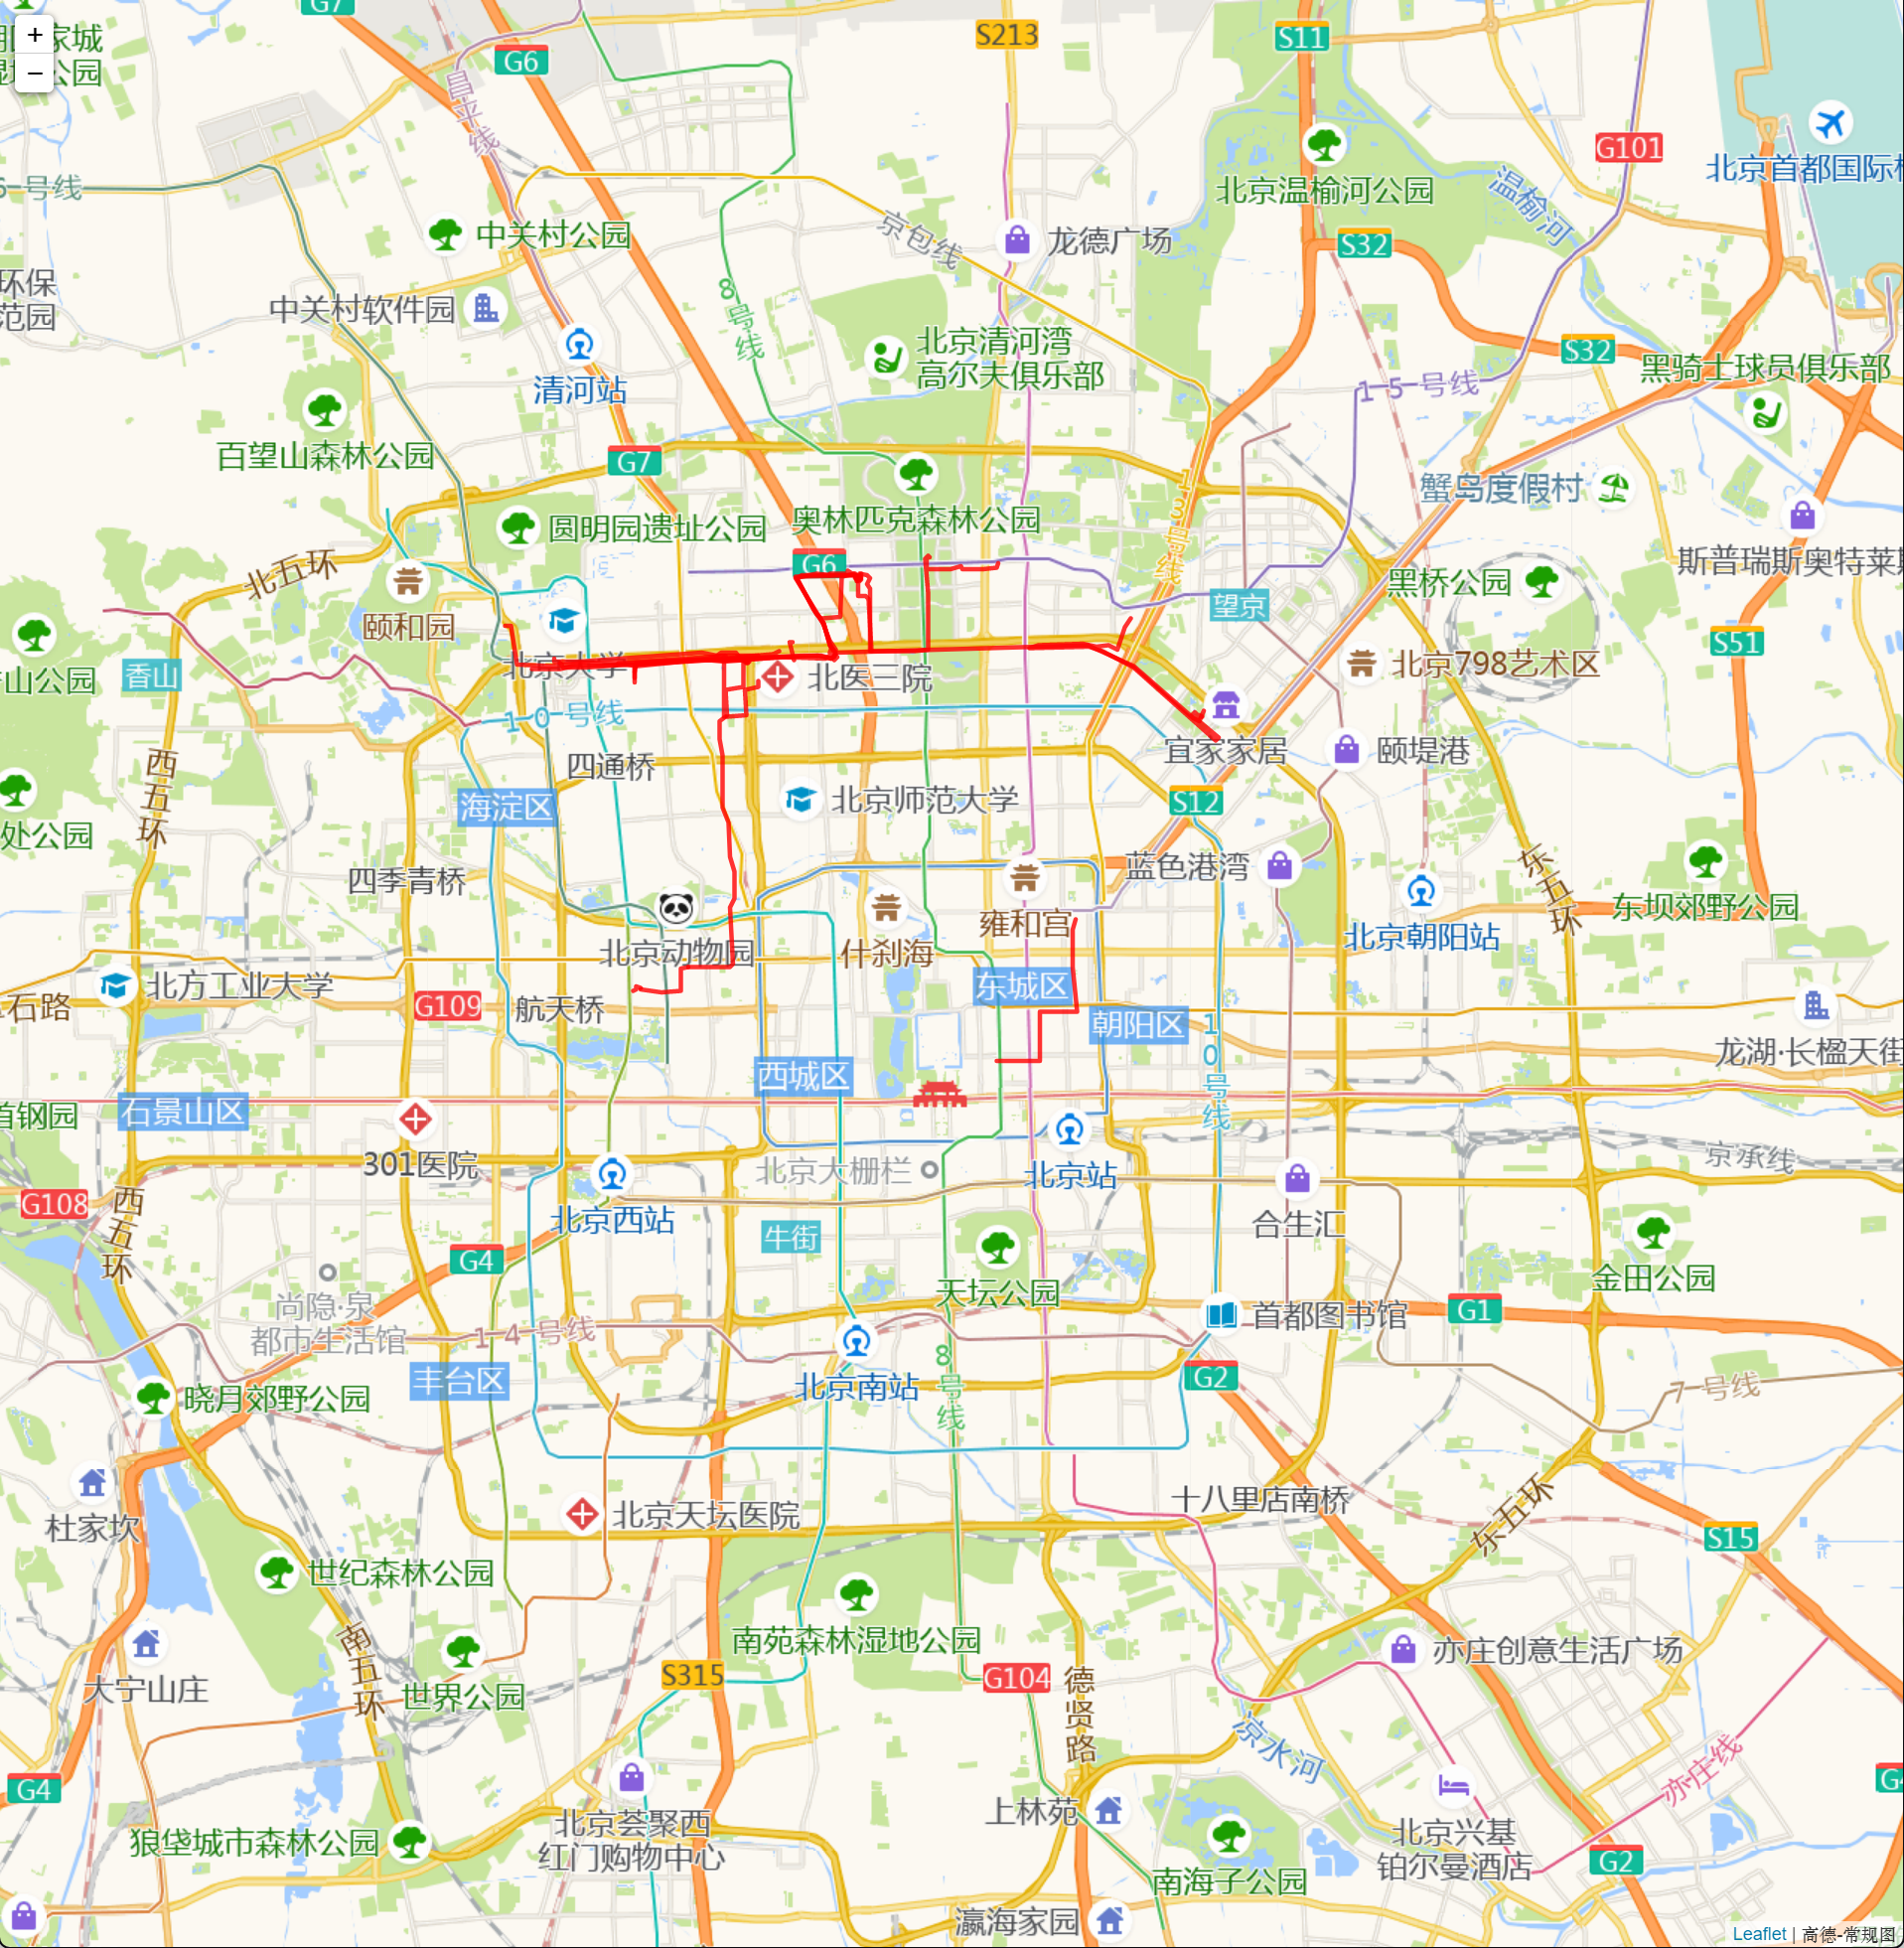 G7
+
−
家城
公园
G6
S213
S11
昌平线
G101
北京首都国际机
北京温榆河公园
温榆河
6号线
中关村公园
京包线
龙德广场
S32
环保
范园
中关村软件园
8号线
清河站
北京清河湾
高尔夫俱乐部
S32
黑骑士球员俱乐部
15号线
百望山森林公园
G7
13号线
蟹岛度假村
圆明园遗址公园
奥林匹克森林公园
北五环
G6
斯普瑞斯奥特莱斯
黑桥公园
颐和园
望京
S51
山公园
香山
北京大学
北医三院
北京798艺术区
10号线
宜家家居
颐堤港
西五环
四通桥
海淀区
北京师范大学
S12
处公园
四季青桥
蓝色港湾
东五环
雍和宫
东坝郊野公园
北京动物园
什刹海
北京朝阳站
北方工业大学
东城区
石路
G109
航天桥
朝阳区
10号线
龙湖·长楹天街
西城区
首钢园
石景山区
301医院
北京大栅栏
北京站
京承线
G108
西五环
北京西站
牛街
合生汇
G4
天坛公园
金田公园
尚隐·泉
都市生活馆
14号线
首都图书馆
G1
丰台区
8号线
G2
晓月郊野公园
北京南站
7号线
杜家坎
北京天坛医院
十八里店南桥
东五环
S15
世纪森林公园
南五环
南苑森林湿地公园
亦庄创意生活广场
大宁山庄
世界公园
S315
G104
德贤路
凉水河
亦庄线
G4
北京荟聚西
红门购物中心
上林苑
北京兴基
铂尔曼酒店
狼垡城市森林公园
G2
南海子公园
瀛海家园
Leaflet | 高德-常规图